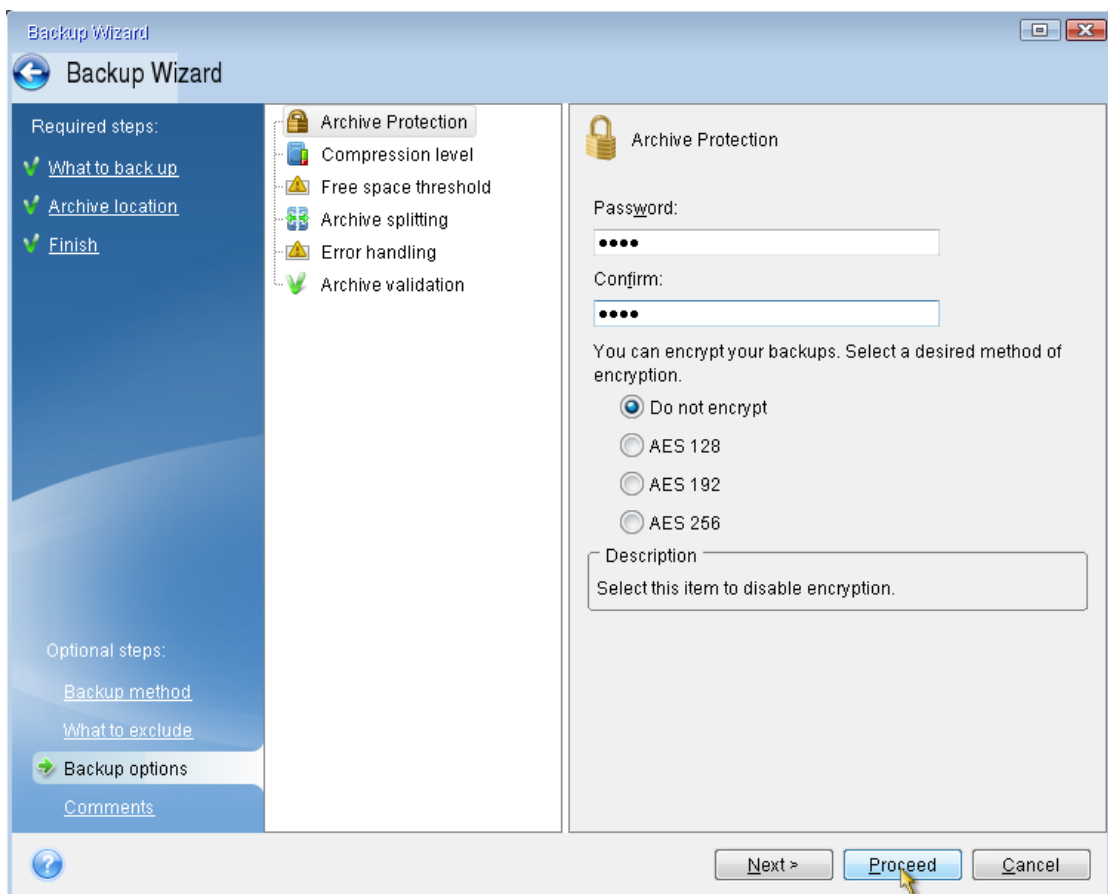 Backup Wizard
Backup Wizard
Required steps:
What to back up
Archive location
Finish
Optional steps:
Backup method
What to exclude
Backup options
Comments
Archive Protection
Compression level
Free space threshold
Archive splitting
Error handling
Archive validation
Archive Protection
Password:
••••
Confirm:
••••
You can encrypt your backups. Select a desired method of
encryption.
Do not encrypt
AES 128
AES 192
AES 256
Description
Select this item to disable encryption.
Next >
Proceed
Cancel